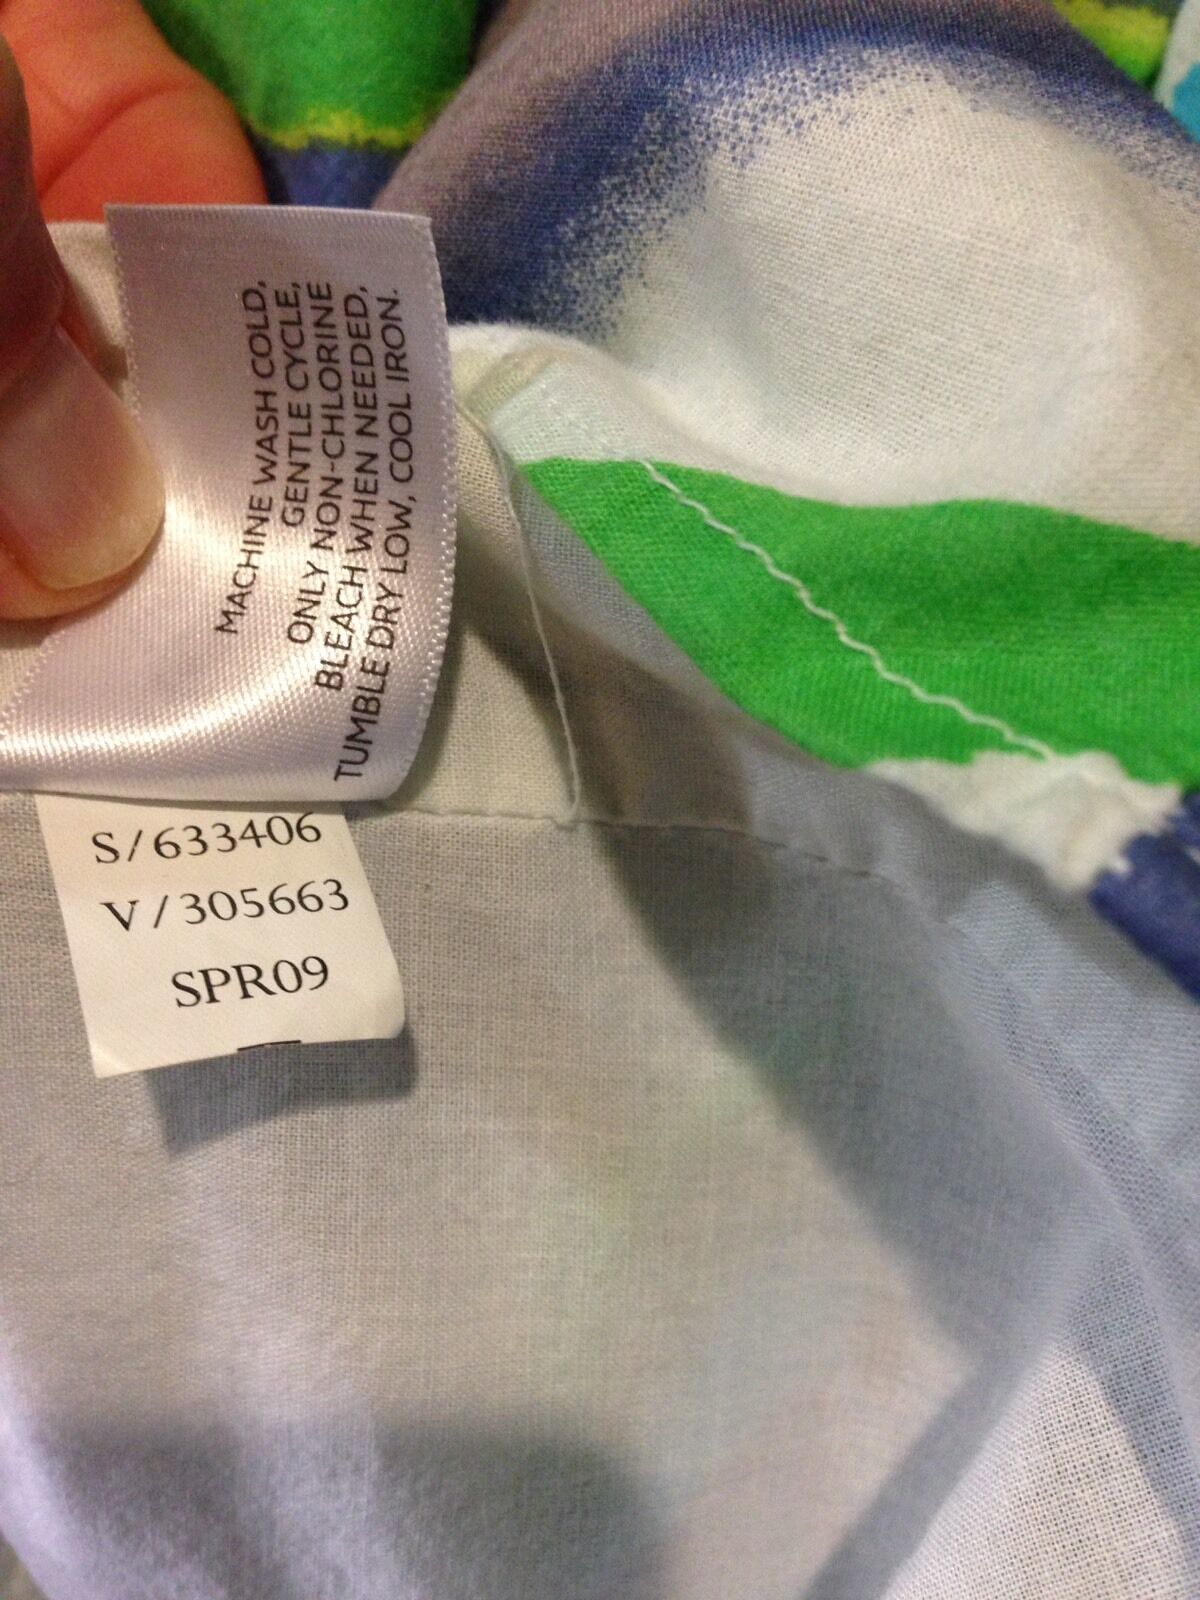 MACHINE WASH COLD,
GENTLE CYCLE,
ONLY NON-CHLORINE
BLEACH WHEN NEEDED,
TUMBLE DRY LOW, COOL IRON.
S/633406
V/305663
SPR09